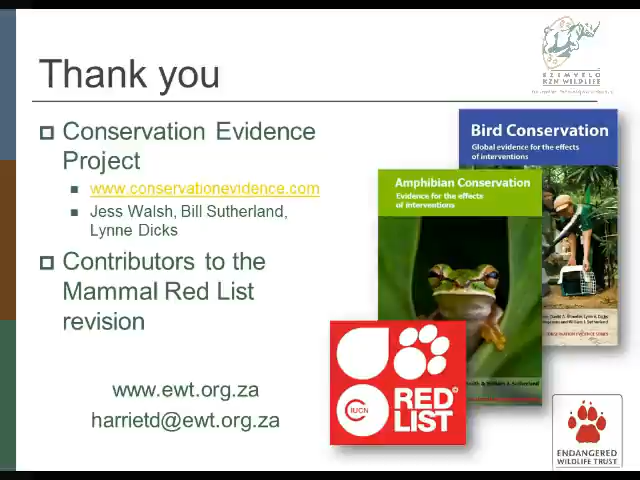 EZEMVELO
KZN WILDLIFE
Thank you
Conservation Evidence
Project
www.conservationevidence.com
Jess Walsh, Bill Sutherland,
Lynne Dicks
Contributors to the
Mammal Red List
revision
www.ewt.org.za
harrietd@ewt.org.za
Bird Conservation
Global evidence for the effects
of interventions
Amphibian Conservation
Evidence for the effects
of interventions
IUCN
RED
LIST
ENDANGERED
WILDLIFE TRUST